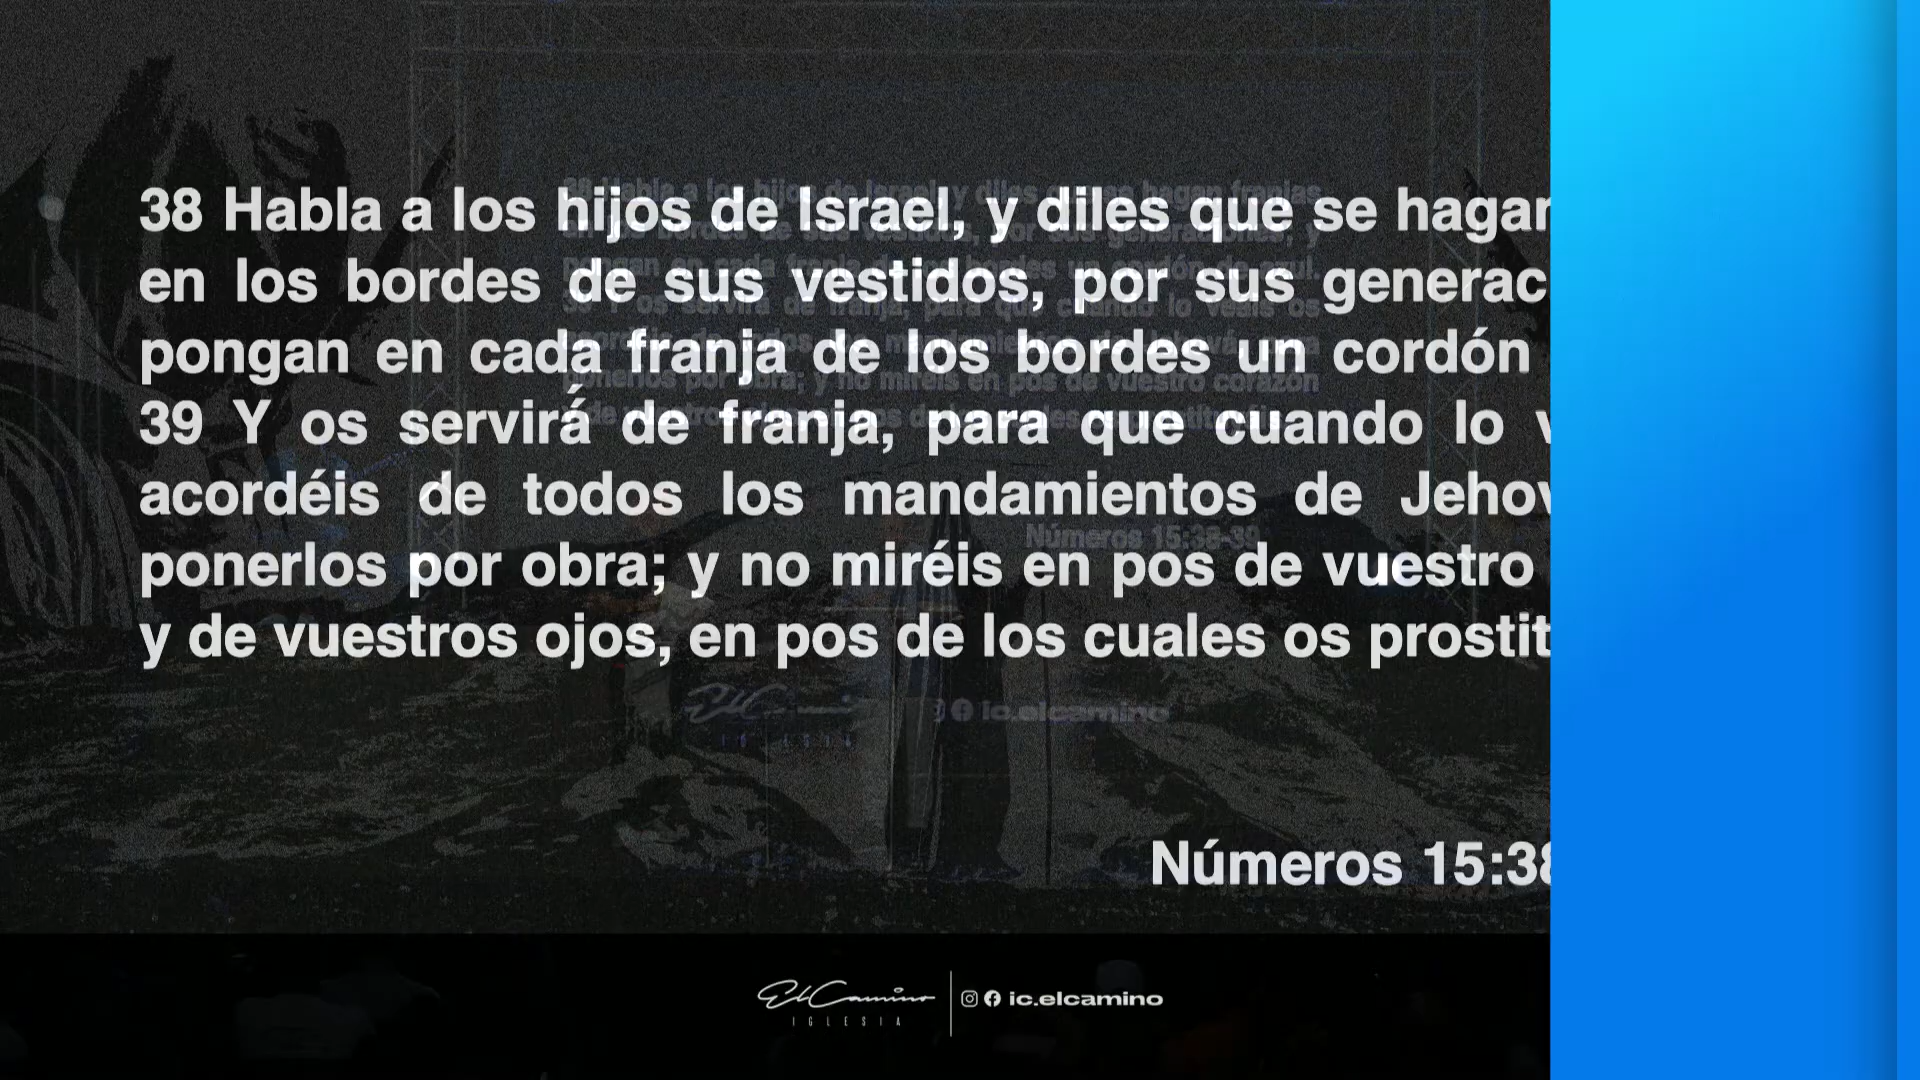 38 Habla a los hijos de Israel, y diles que se hagan
en los bordes de sus vestidos, por sus generac
pongan en cada franja de los bordes un cordón
39 Y os servirá de franja, para que cuando lo v
acordéis de todos los mandamientos de Jehov
ponerlos por obra; y no miréis en pos de vuestro
y de vuestros ojos, en pos de los cuales os prostit
Números 15:38
El Camino
IGLESIA
ic.elcamino